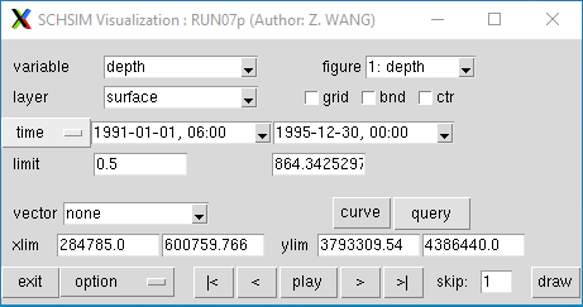 SCHSIM Visualization : RUN07p (Author: Z. WANG)
variable depth figure 1: depth
layer surface grid bnd ctr
time 1991-01-01, 06:00 1995-12-30, 00:00
limit 0.5 864.3425297
vector none curve query
xlim 284785.0 600759.766 ylim 3793309.54 4386440.0
exit option |< < play > >| skip: 1 draw